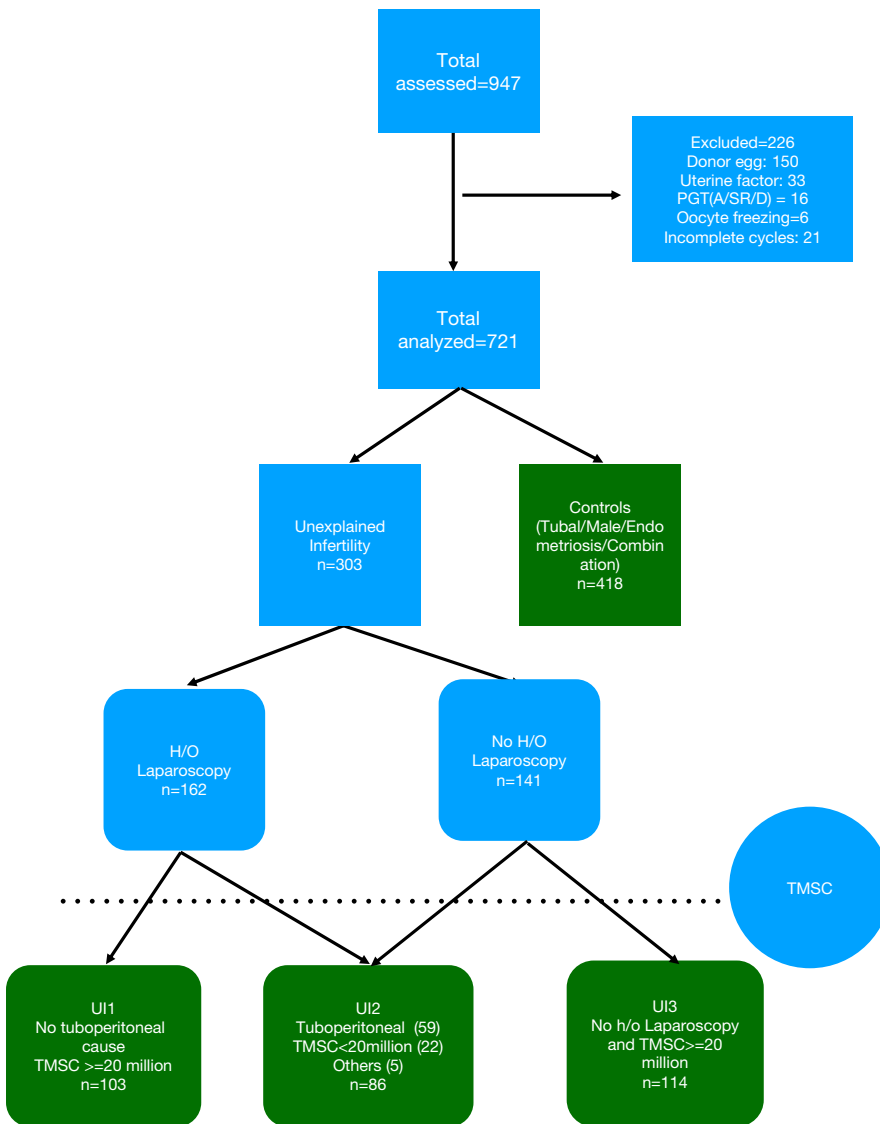 Total
assessed=947
Excluded=226
Donor egg: 150
Uterine factor: 33
PGT(A/SR/D) = 16
Oocyte freezing=6
Incomplete cycles: 21
Total
analyzed=721
Unexplained
Infertility
n=303
Controls
(Tubal/Male/Endo
metriosis/Combin
ation)
n=418
H/O
Laparoscopy
n=162
No H/O
Laparoscopy
n=141
TMSC
UI1
No tuboperitoneal
cause
TMSC >=20 million
n=103
UI2
Tuboperitoneal (59)
TMSC<20million (22)
Others (5)
n=86
UI3
No h/o Laparoscopy
and TMSC>=20
million
n=114